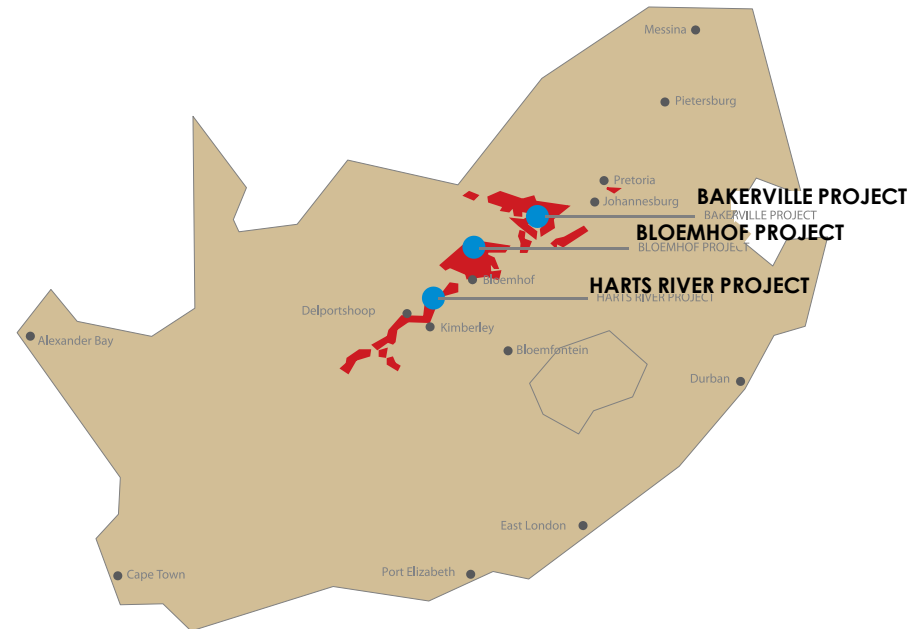 Messina
Pietersburg
Pretoria
BAKERVILLE PROJECT
Johannesburg
BAKERVILLE PROJECT
BLOEMHOF PROJECT
BLOEMHOF PROJECT
Bloemhof
HARTS RIVER PROJECT
HARTS RIVER PROJECT
Delportshoop
Kimberley
Alexander Bay
Bloemfontein
Durban
East London
Port Elizabeth
Cape Town